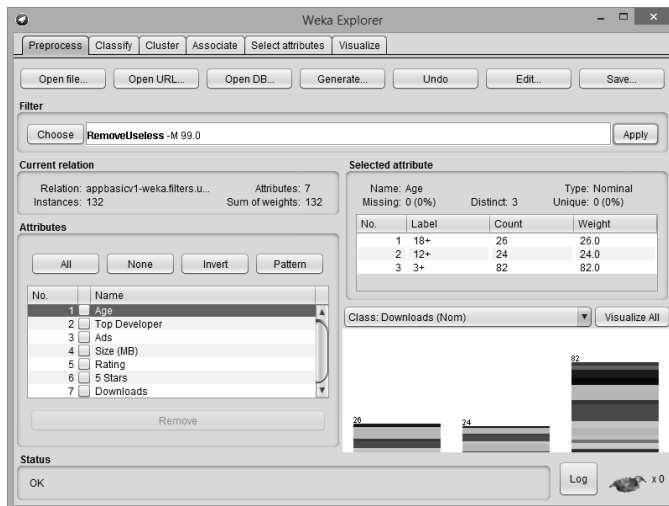 Weka Explorer
Preprocess Classify Cluster Associate Select attributes Visualize
Open file... Open URL... Open DB... Generate... Undo Edit... Save...
Filter
Choose RemoveUseless -M 99.0 Apply
Current relation
Relation: appbasicv1-weka.filters.u... Attributes: 7
Instances: 132 Sum of weights: 132
Attributes
All None Invert Pattern
No. Name
1 Age
2 Top Developer
3 Ads
4 Size (MB)
5 Rating
6 5 Stars
7 Downloads
Remove
Selected attribute
Name: Age Type: Nominal
Missing: 0 (0%) Distinct: 3 Unique: 0 (0%)
No. Label Count Weight
1 18+ 26 26.0
2 12+ 24 24.0
3 3+ 82 82.0
Class: Downloads (Nom) Visualize All
26 24 82
Status
OK Log x 0